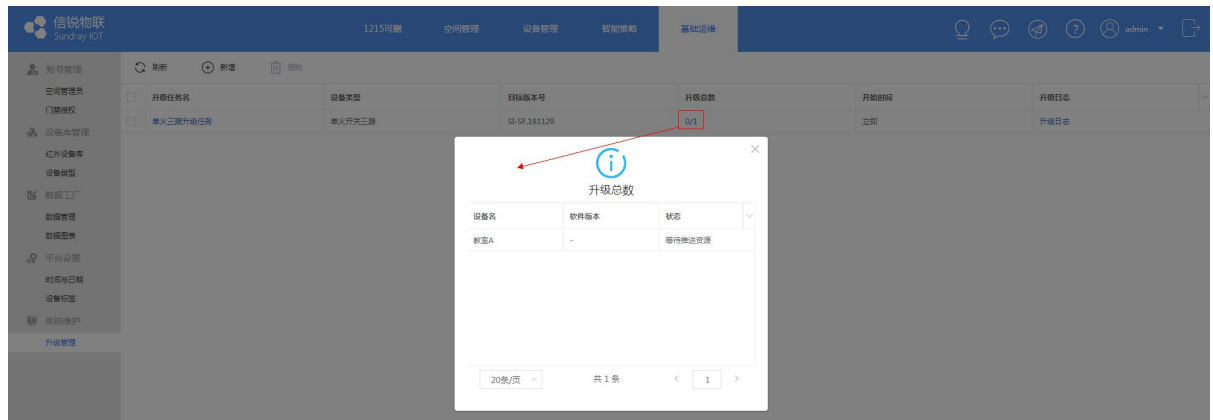 信锐物联
Sundray IOT
1215可删 空间管理 设备管理 智能策略 基础运维
admin
账号管理
刷新 新增 删除
空间管理员
门禁授权
设备库管理
红外设备库
设备类型
数据工厂
数据管理
数据图表
平台设置
时间与日期
设备标签
系统维护
升级管理
升级任务名 设备类型 目标版本号 升级总数 开始时间 升级日志
单火三路升级任务 单火开关三路 SI-SF.191129 0/1 立即 升级日志
升级总数
设备名 软件版本 状态
教室A - 等待推送资源
20条/页 共 1 条 < 1 >